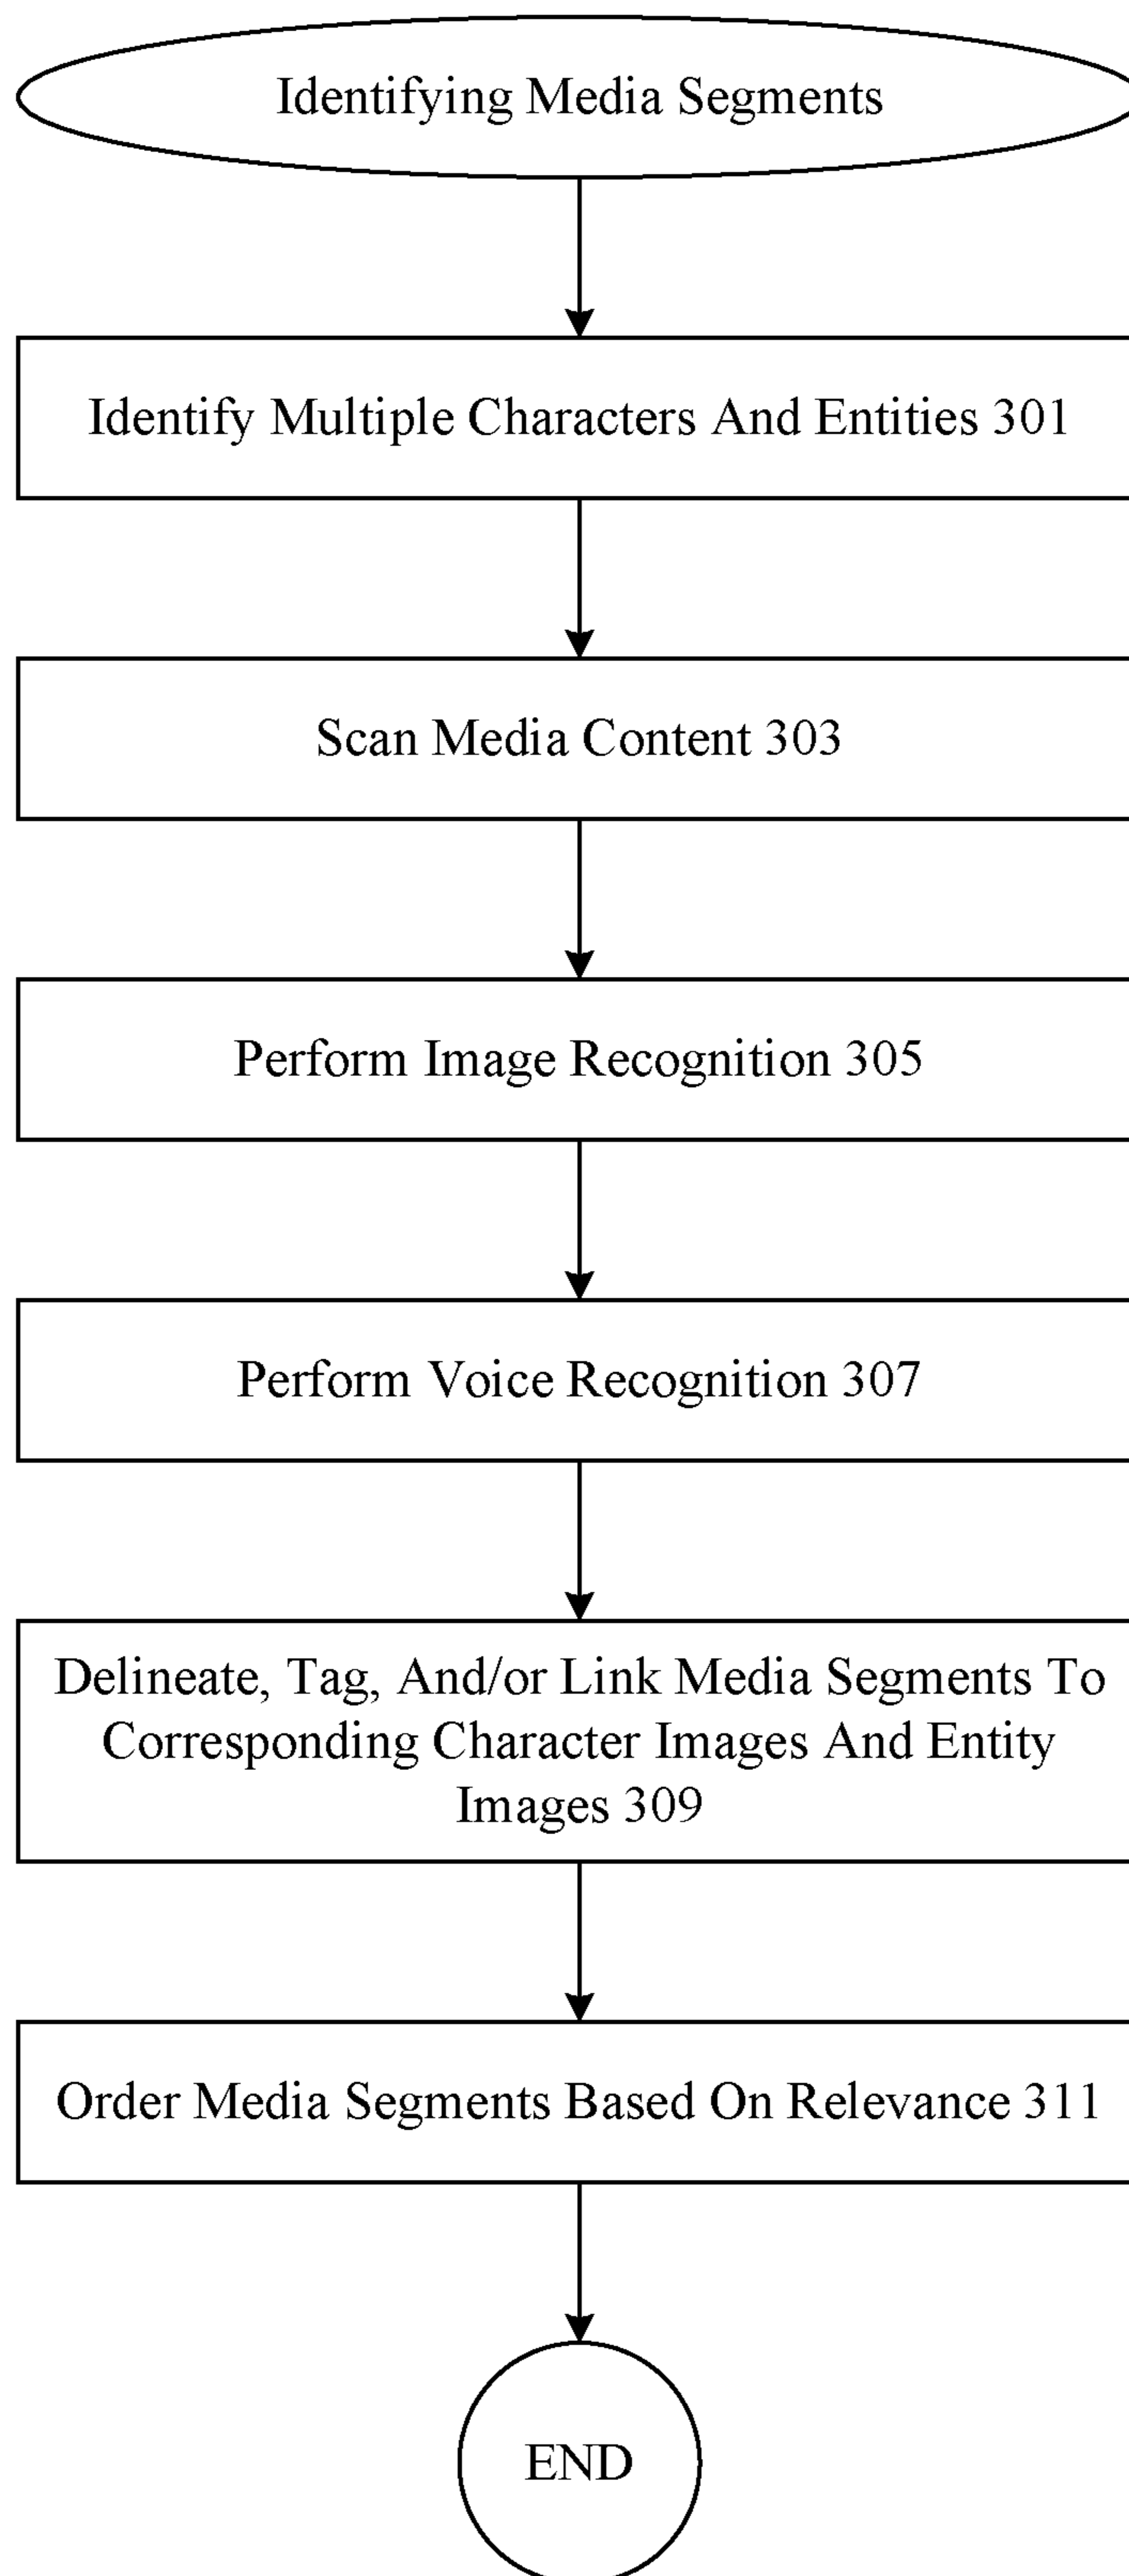 Identifying Media Segments
Identify Multiple Characters And Entities 301
Scan Media Content 303
Perform Image Recognition 305
Perform Voice Recognition 307
Delineate, Tag, And/or Link Media Segments To
Corresponding Character Images And Entity
Images 309
Order Media Segments Based On Relevance 311
END